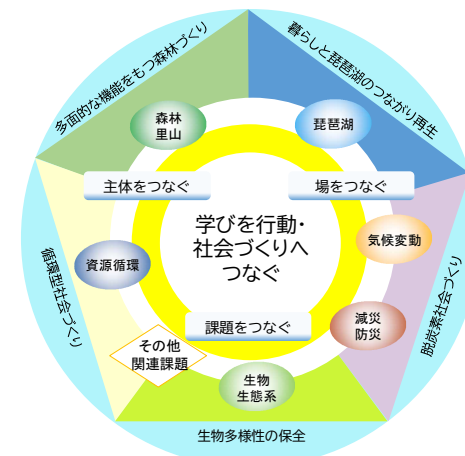 多面的な機能をもつ森林づくり
暮らしと琵琶湖のつながり再生
森林
里山
琵琶湖
主体をつなぐ
場をつなぐ
学びを行動・
社会づくりへ
つなぐ
気候変動
資源循環
循環型社会づくり
脱炭素社会づくり
課題をつなぐ
減災
防災
その他
関連課題
生物
生態系
生物多様性の保全